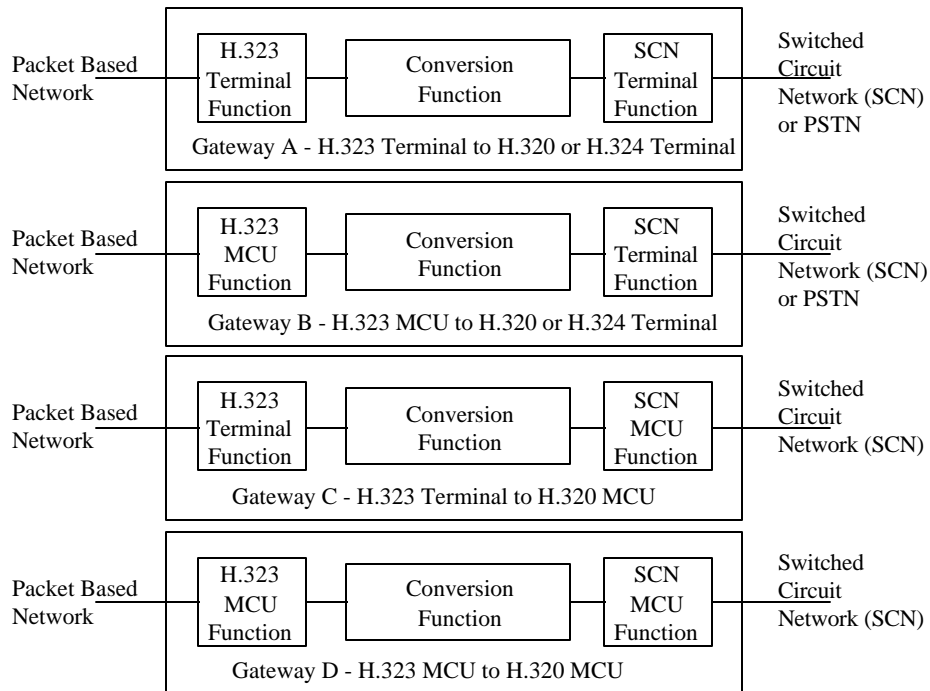 Packet Based
Network
H.323
Terminal
Function
Conversion
Function
SCN
Terminal
Function
Switched
Circuit
Network (SCN)
or PSTN
Gateway A - H.323 Terminal to H.320 or H.324 Terminal
Packet Based
Network
H.323
MCU
Function
Conversion
Function
SCN
Terminal
Function
Switched
Circuit
Network (SCN)
or PSTN
Gateway B - H.323 MCU to H.320 or H.324 Terminal
Packet Based
Network
H.323
Terminal
Function
Conversion
Function
SCN
MCU
Function
Switched
Circuit
Network (SCN)
Gateway C - H.323 Terminal to H.320 MCU
Packet Based
Network
H.323
MCU
Function
Conversion
Function
SCN
MCU
Function
Switched
Circuit
Network (SCN)
Gateway D - H.323 MCU to H.320 MCU